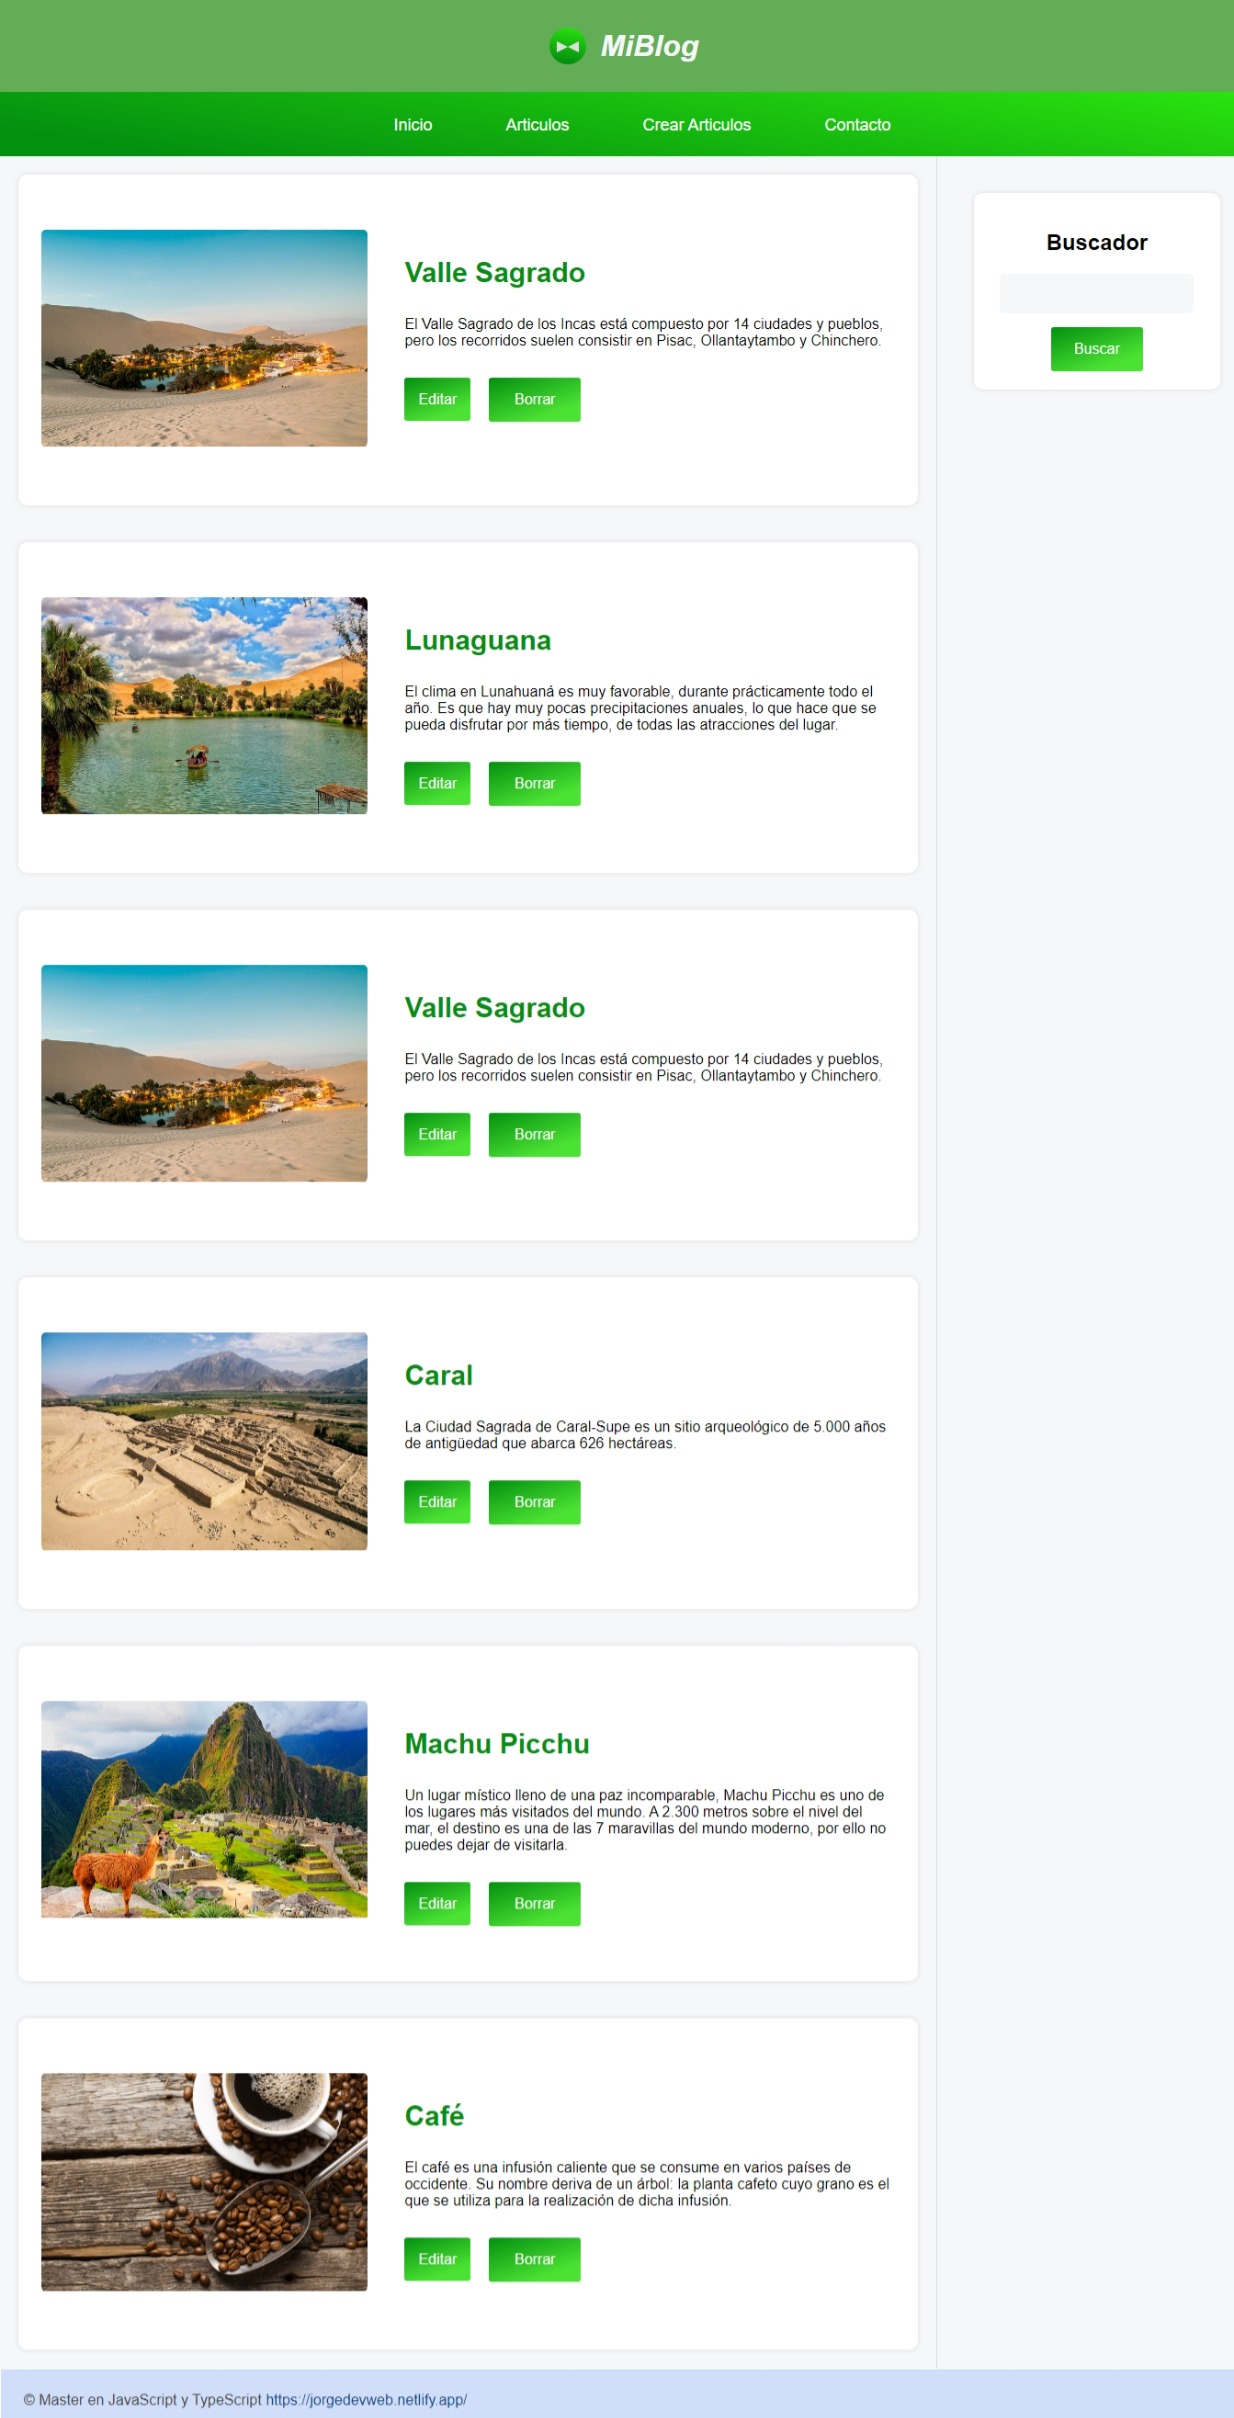 MiBlog
Inicio
Articulos
Crear Articulos
Contacto
Valle Sagrado
El Valle Sagrado de los Incas está compuesto por 14 ciudades y pueblos,
pero los recorridos suelen consistir en Pisac, Ollantaytambo y Chinchero.
Editar
Borrar
Buscador
Buscar
Lunaguana
El clima en Lunahuaná es muy favorable, durante prácticamente todo el
año. Es que hay muy pocas precipitaciones anuales, lo que hace que se
pueda disfrutar por más tiempo, de todas las atracciones del lugar.
Editar
Borrar
Valle Sagrado
El Valle Sagrado de los Incas está compuesto por 14 ciudades y pueblos,
pero los recorridos suelen consistir en Pisac, Ollantaytambo y Chinchero.
Editar
Borrar
Caral
La Ciudad Sagrada de Caral-Supe es un sitio arqueológico de 5.000 años
de antigüedad que abarca 626 hectáreas.
Editar
Borrar
Machu Picchu
Un lugar místico lleno de una paz incomparable, Machu Picchu es uno de
los lugares más visitados del mundo. A 2.300 metros sobre el nivel del
mar, el destino es una de las 7 maravillas del mundo moderno, por ello no
puedes dejar de visitarla.
Editar
Borrar
Café
El café es una infusión caliente que se consume en varios países de
occidente. Su nombre deriva de un árbol: la planta cafeto cuyo grano es el
que se utiliza para la realización de dicha infusión.
Editar
Borrar
© Master en JavaScript y TypeScript https://jorgedevweb.netlify.app/